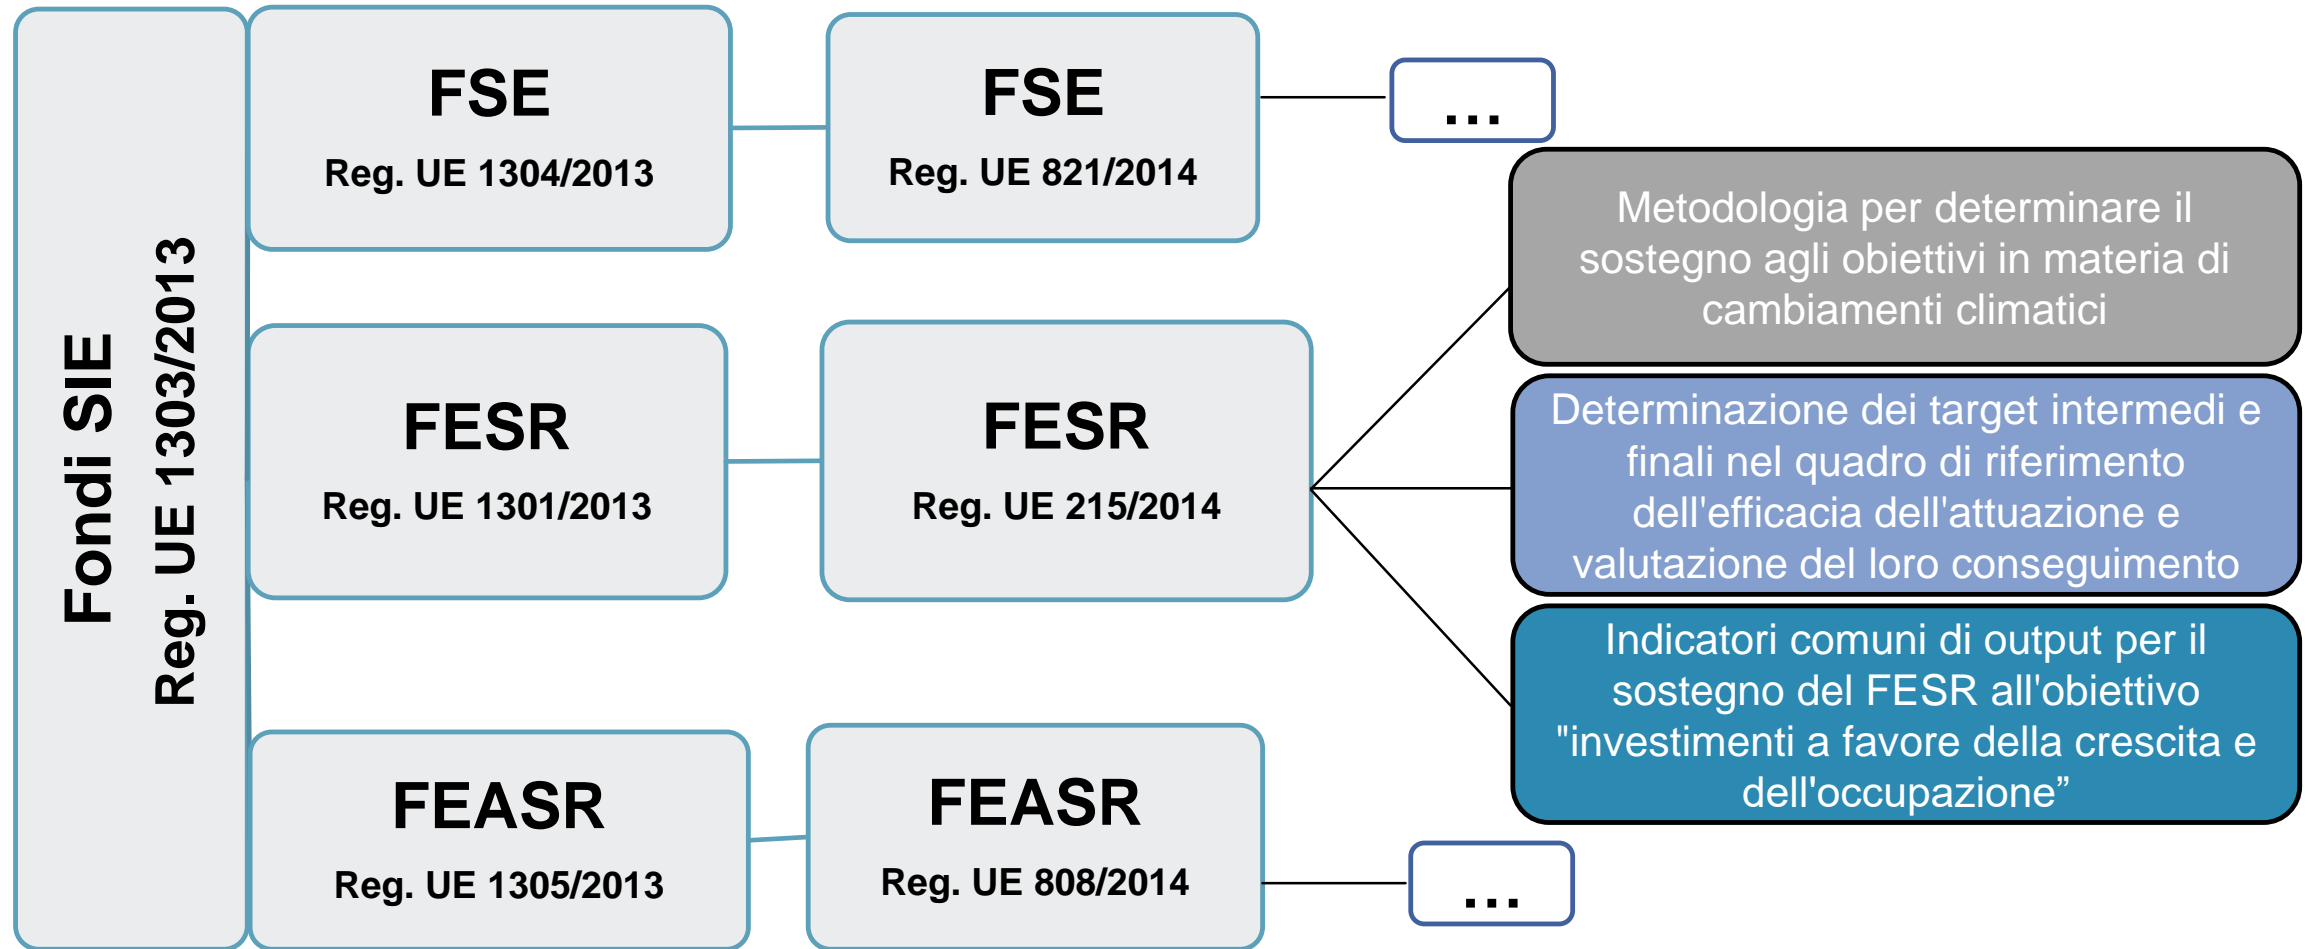 Fondi SIE
Reg. UE 1303/2013
FSE
Reg. UE 1304/2013
FSE
Reg. UE 821/2014
...
FESR
Reg. UE 1301/2013
FESR
Reg. UE 215/2014
Metodologia per determinare il
sostegno agli obiettivi in materia di
cambiamenti climatici
Determinazione dei target intermedi e
finali nel quadro di riferimento
dell'efficacia dell'attuazione e
valutazione del loro conseguimento
Indicatori comuni di output per il
sostegno del FESR all'obiettivo
"investimenti a favore della crescita e
dell'occupazione”
FEASR
Reg. UE 1305/2013
FEASR
Reg. UE 808/2014
...